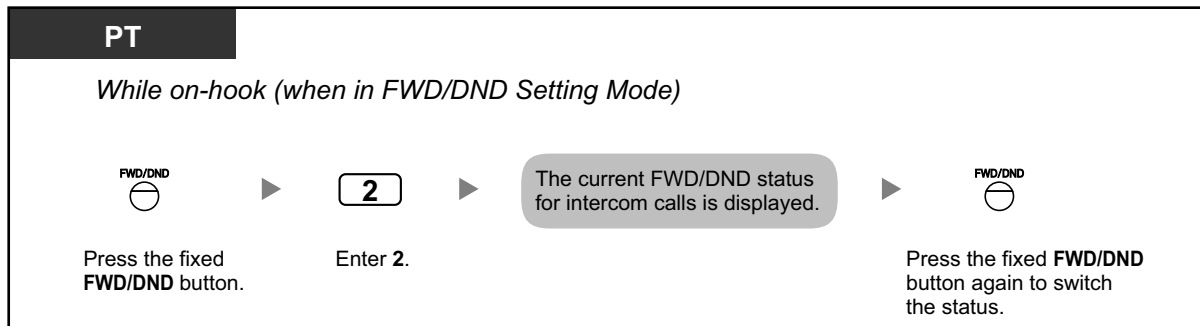 PT
While on-hook (when in FWD/DND Setting Mode)
FWD/DND
2
The current FWD/DND status
for intercom calls is displayed.
FWD/DND
Press the fixed
FWD/DND button.
Enter 2.
Press the fixed FWD/DND
button again to switch
the status.